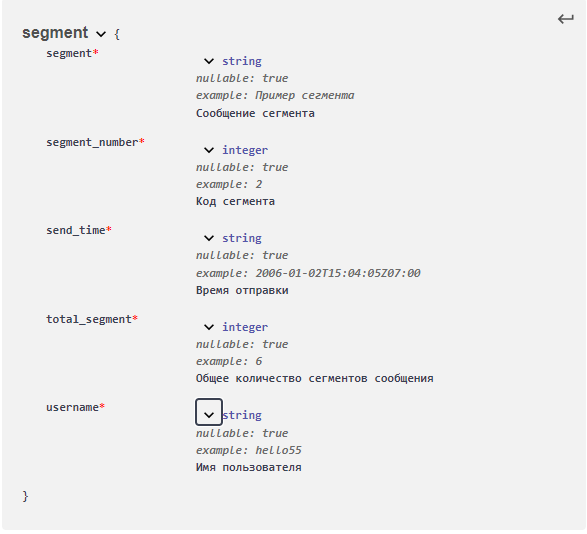 segment {
segment*
string
nullable: true
example: Пример сегмента
Сообщение сегмента
segment_number*
integer
nullable: true
example: 2
Код сегмента
send_time*
string
nullable: true
example: 2006-01-02T15:04:05Z07:00
Время отправки
total_segment*
integer
nullable: true
example: 6
Общее количество сегментов сообщения
username*
string
nullable: true
example: hello55
Имя пользователя
}